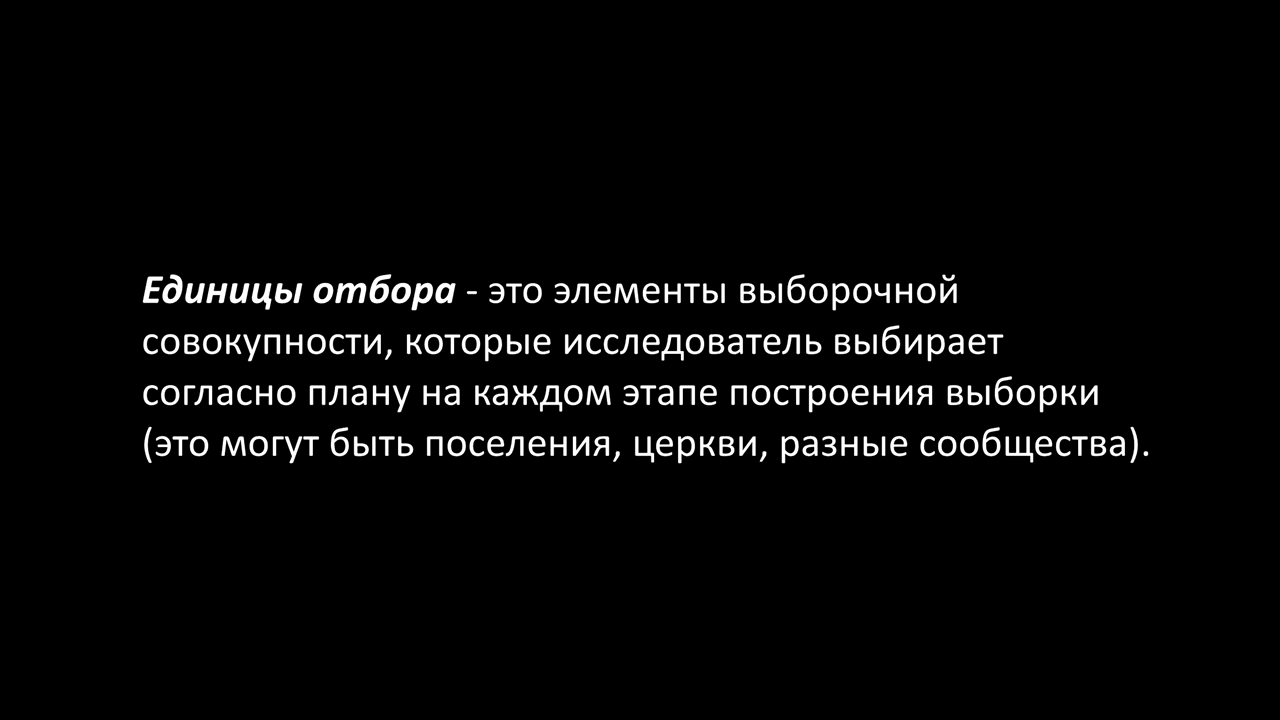 Единицы отбора - это элементы выборочной
совокупности, которые исследователь выбирает
согласно плану на каждом этапе построения выборки
(это могут быть поселения, церкви, разные сообщества).